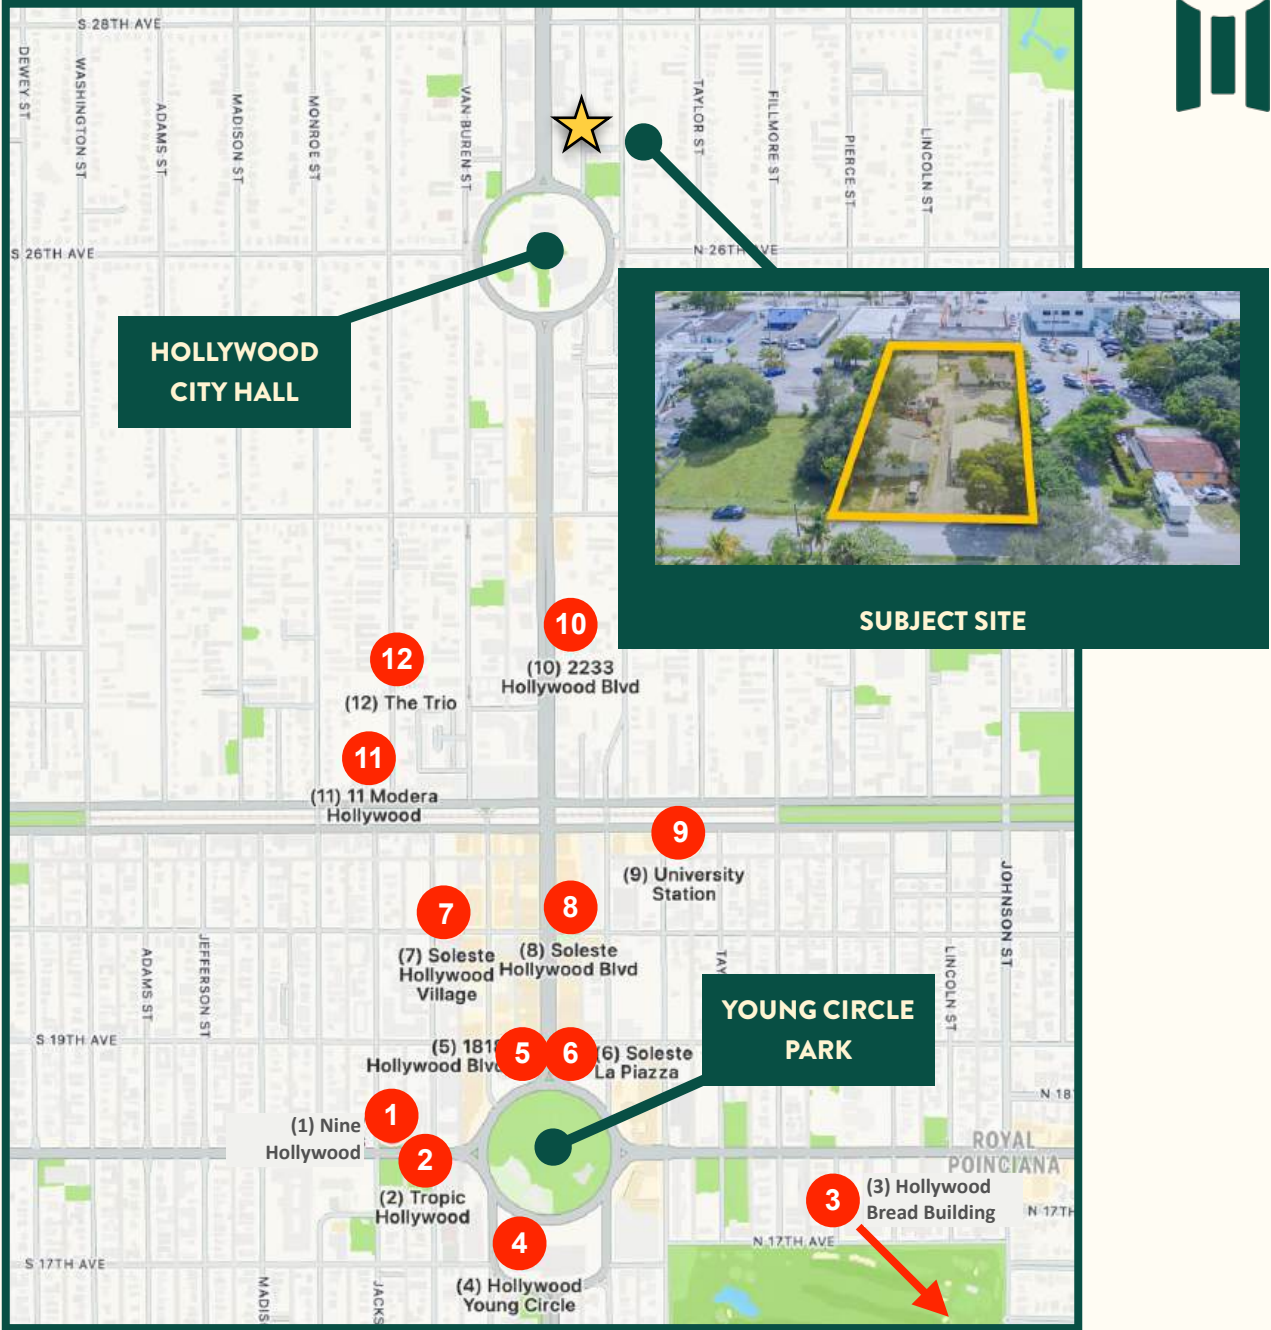 S 28TH AVE
DEWEY ST
WASHINGTON ST
ADAMS ST
MADISON ST
MONROE ST
VAN BUREN ST
TAYLOR ST
FILLMORE ST
PIERCE ST
LINCOLN ST
S 26TH AVE
N 26TH AVE
HOLLYWOOD
CITY HALL
SUBJECT SITE
10
(10) 2233
Hollywood Blvd
12
(12) The Trio
11
(11) 11 Modera
Hollywood
9
(9) University
Station
JOHNSON ST
7
(7) Soleste
Hollywood
Village
8
(8) Soleste
Hollywood Blvd
ADAMS ST
JEFFERSON ST
TAY
LINCOLN ST
YOUNG CIRCLE
PARK
S 19TH AVE
(5) 1818
Hollywood Blvd
5
6
(6) Soleste
La Piazza
N 18
1
(1) Nine
Hollywood
2
(2) Tropic
Hollywood
ROYAL
POINCIANA
3
(3) Hollywood
Bread Building
N 17TH
4
(4) Hollywood
Young Circle
N 17TH AVE
S 17TH AVE
MADIS
JACKS